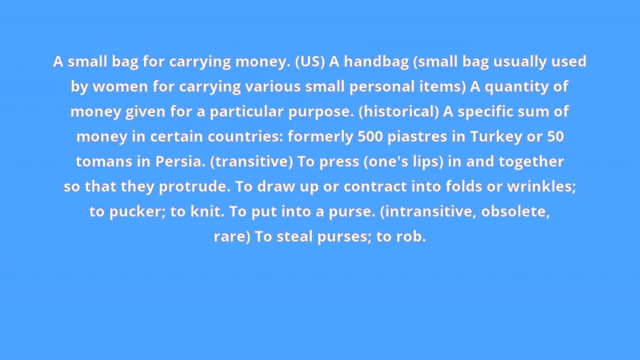 A small bag for carrying money. (US) A handbag (small bag usually used
by women for carrying various small personal items) A quantity of
money given for a particular purpose. (historical) A specific sum of
money in certain countries: formerly 500 piastres in Turkey or 50
tomans in Persia. (transitive) To press (one's lips) in and together
so that they protrude. To draw up or contract into folds or wrinkles;
to pucker; to knit. To put into a purse. (intransitive, obsolete,
rare) To steal purses; to rob.